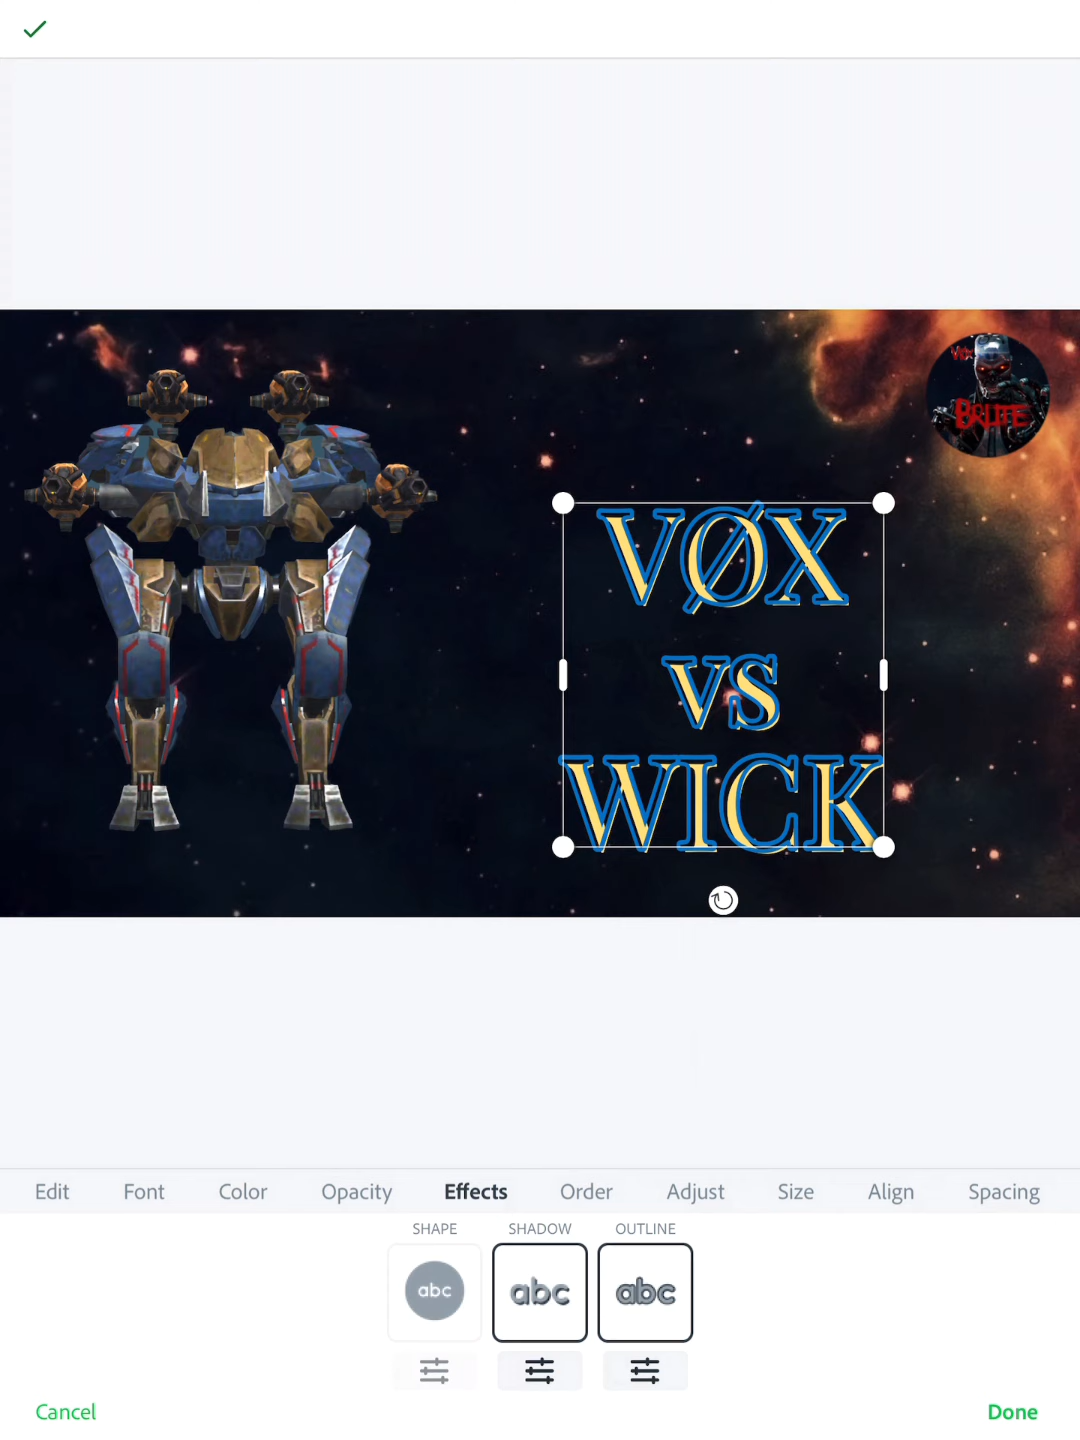 VØX
BRUTE
VØX
vs
WICK
Edit Font Color Opacity Effects Order Adjust Size Align Spacing
SHAPE SHADOW OUTLINE
abc abc abc
Cancel Done